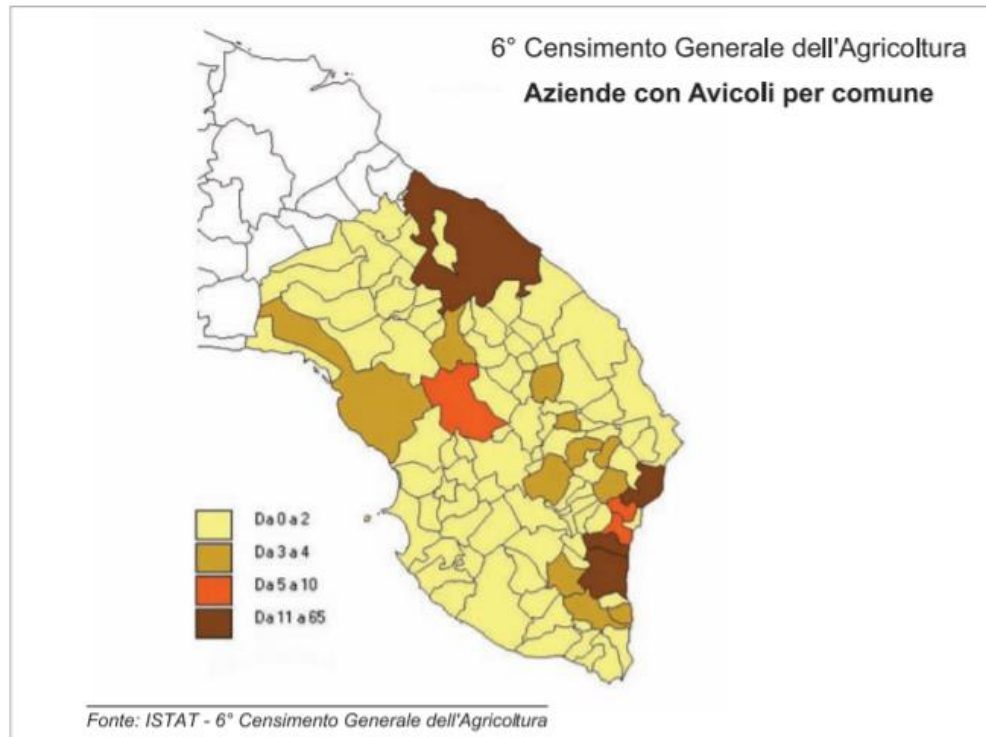 6° Censimento Generale dell'Agricoltura
Aziende con Avicoli per comune
Da 0 a 2
Da 3 a 4
Da 5 a 10
Da 11 a 65
Fonte: ISTAT - 6° Censimento Generale dell'Agricoltura